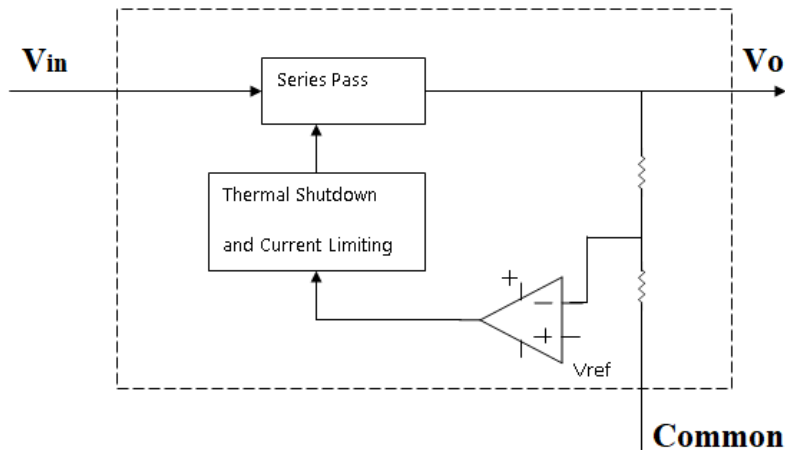 Vin
Vo
Series Pass
Thermal Shutdown
and Current Limiting
+
−
+
Vref
Common